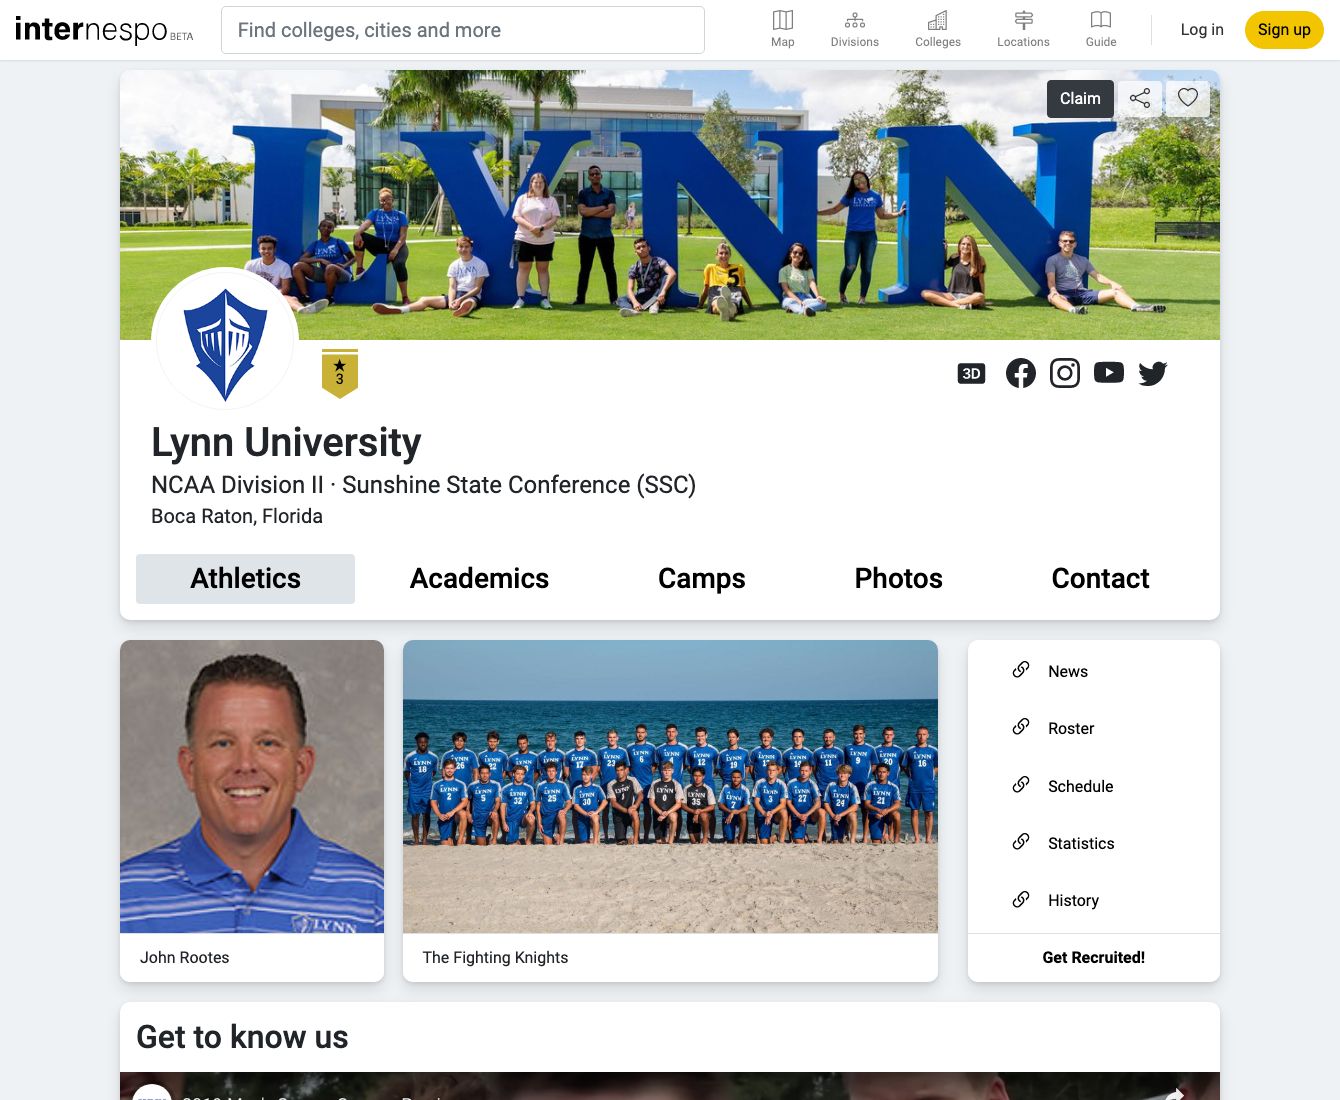 internespo BETA
Find colleges, cities and more
Map
Divisions
Colleges
Locations
Guide
Log in
Sign up
LYNN
Claim
3
3D
Lynn University
NCAA Division II · Sunshine State Conference (SSC)
Boca Raton, Florida
Athletics
Academics
Camps
Photos
Contact
LYNN
John Rootes
The Fighting Knights
News
Roster
Schedule
Statistics
History
Get Recruited!
Get to know us